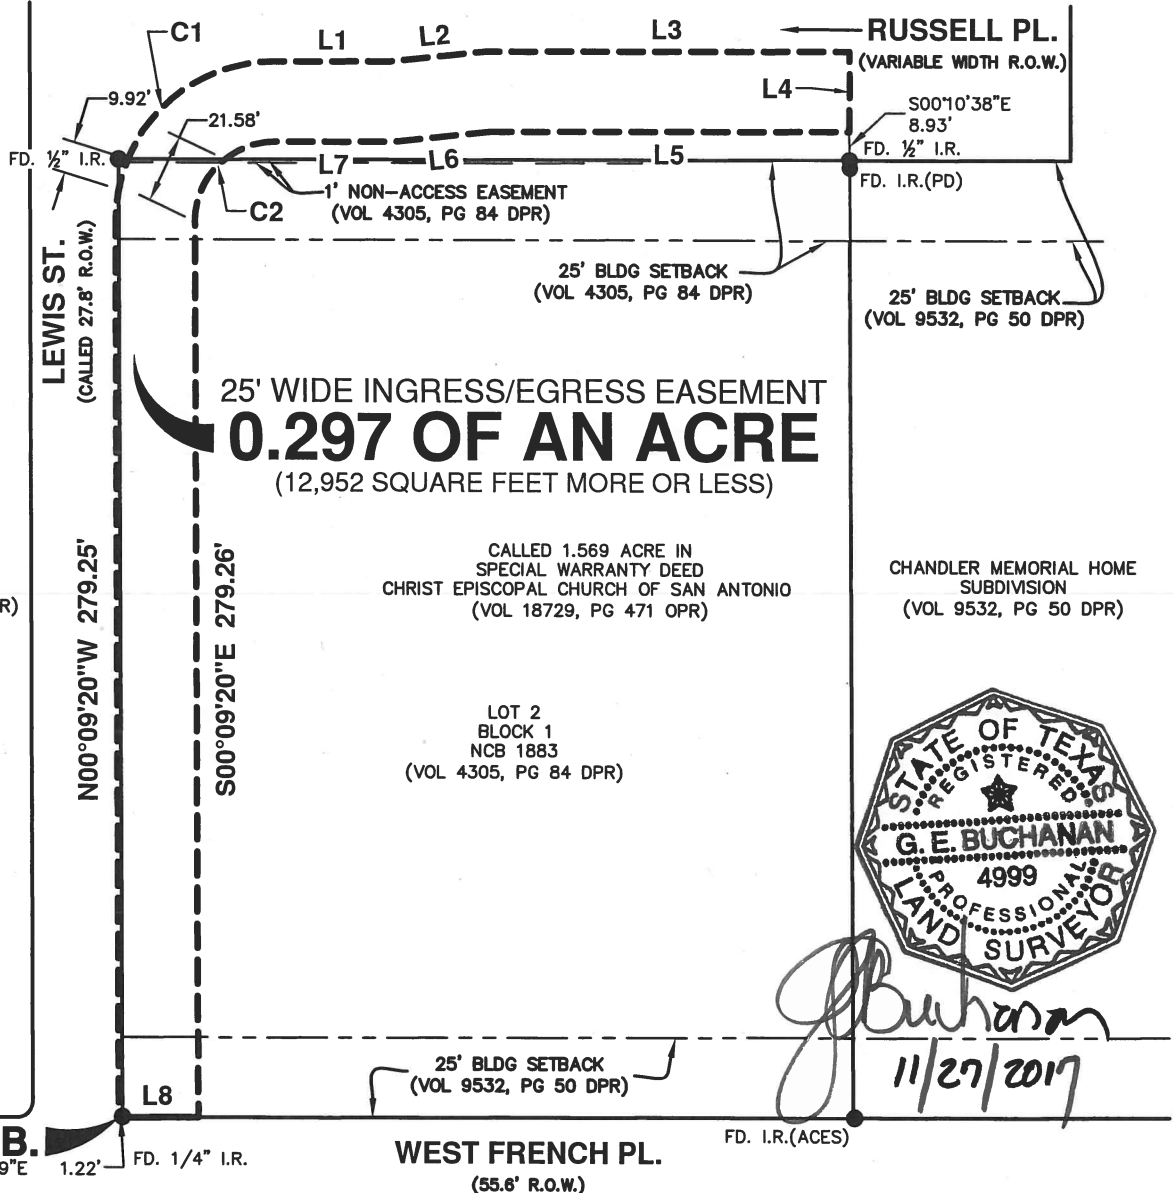 C1
L1
L2
L3
RUSSELL PL.
(VARIABLE WIDTH R.O.W.)
L4
9.92'
21.58'
S00°10'38"E
8.93'
FD. ½" I.R.
FD. ½" I.R.
L7
L6
L5
FD. I.R.(PD)
1' NON-ACCESS EASEMENT
(VOL 4305, PG 84 DPR)
C2
LEWIS ST.
(CALLED 27.8' R.O.W.)
25' BLDG SETBACK
(VOL 4305, PG 84 DPR)
25' BLDG SETBACK
(VOL 9532, PG 50 DPR)
25' WIDE INGRESS/EGRESS EASEMENT
0.297 OF AN ACRE
(12,952 SQUARE FEET MORE OR LESS)
N00°09'20"W 279.25'
S00°09'20"E 279.26'
CALLED 1.569 ACRE IN
SPECIAL WARRANTY DEED
CHRIST EPISCOPAL CHURCH OF SAN ANTONIO
(VOL 18729, PG 471 OPR)
CHANDLER MEMORIAL HOME
SUBDIVISION
(VOL 9532, PG 50 DPR)
R)
LOT 2
BLOCK 1
NCB 1883
(VOL 4305, PG 84 DPR)
STATE OF TEXAS
REGISTERED
G. E. BUCHANAN
4999
PROFESSIONAL
LAND SURVEYOR
GEBuchanan
11/27/2017
25' BLDG SETBACK
(VOL 9532, PG 50 DPR)
L8
B.
9"E
1.22'
FD. 1/4" I.R.
WEST FRENCH PL.
(55.6' R.O.W.)
FD. I.R.(ACES)